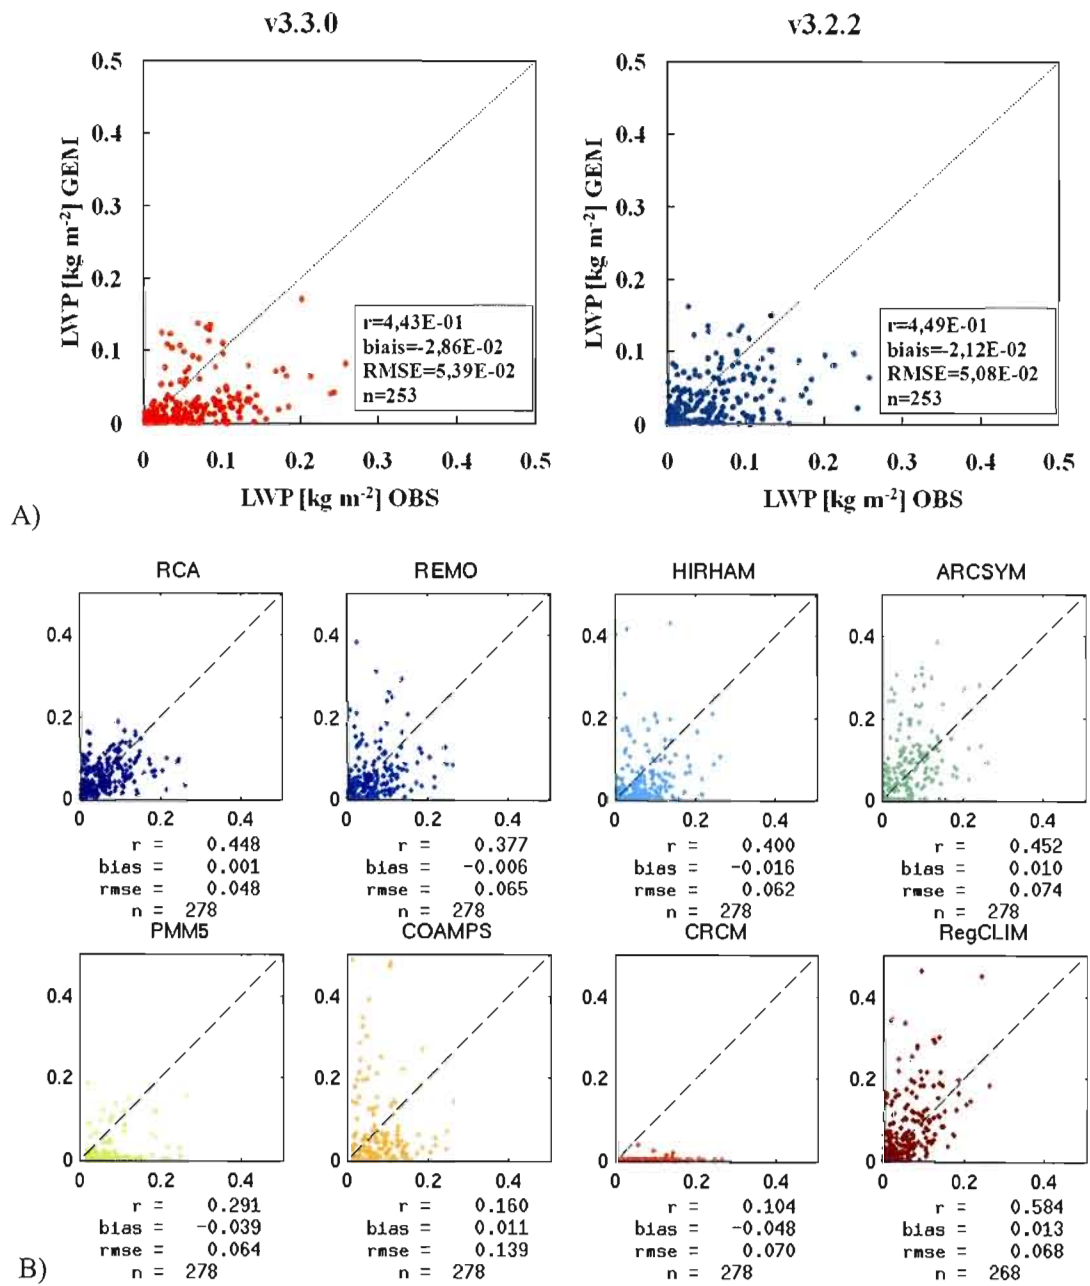 v3.3.0
v3.2.2
0.5
0.4
0.3
0.2
0.1
0
LWP [kg m-2] GEM
r=4,43E-01
biais=-2,86E-02
RMSE=5,39E-02
n=253
0 0.1 0.2 0.3 0.4 0.5
LWP [kg m-2] OBS
0.5
0.4
0.3
0.2
0.1
0
LWP [kg m-2] GEM
r=4,49E-01
biais=-2,12E-02
RMSE=5,08E-02
n=253
0 0.1 0.2 0.3 0.4 0.5
LWP [kg m-2] OBS
A)
RCA
0.4
0.2
0
0 0.2 0.4
r = 0.448
bias = 0.001
rmse = 0.048
n = 278
REMO
0.4
0.2
0
0 0.2 0.4
r = 0.377
bias = -0.006
rmse = 0.065
n = 278
HIRHAM
0.4
0.2
0
0 0.2 0.4
r = 0.400
bias = -0.016
rmse = 0.062
n = 278
ARCSYM
0.4
0.2
0
0 0.2 0.4
r = 0.452
bias = 0.010
rmse = 0.074
n = 278
PMM5
0.4
0.2
0
0 0.2 0.4
r = 0.291
bias = -0.039
rmse = 0.064
n = 278
COAMPS
0.4
0.2
0
0 0.2 0.4
r = 0.160
bias = 0.011
rmse = 0.139
n = 278
CRCM
0.4
0.2
0
0 0.2 0.4
r = 0.104
bias = -0.048
rmse = 0.070
n = 278
RegCLIM
0.4
0.2
0
0 0.2 0.4
r = 0.584
bias = 0.013
rmse = 0.068
n = 268
B)